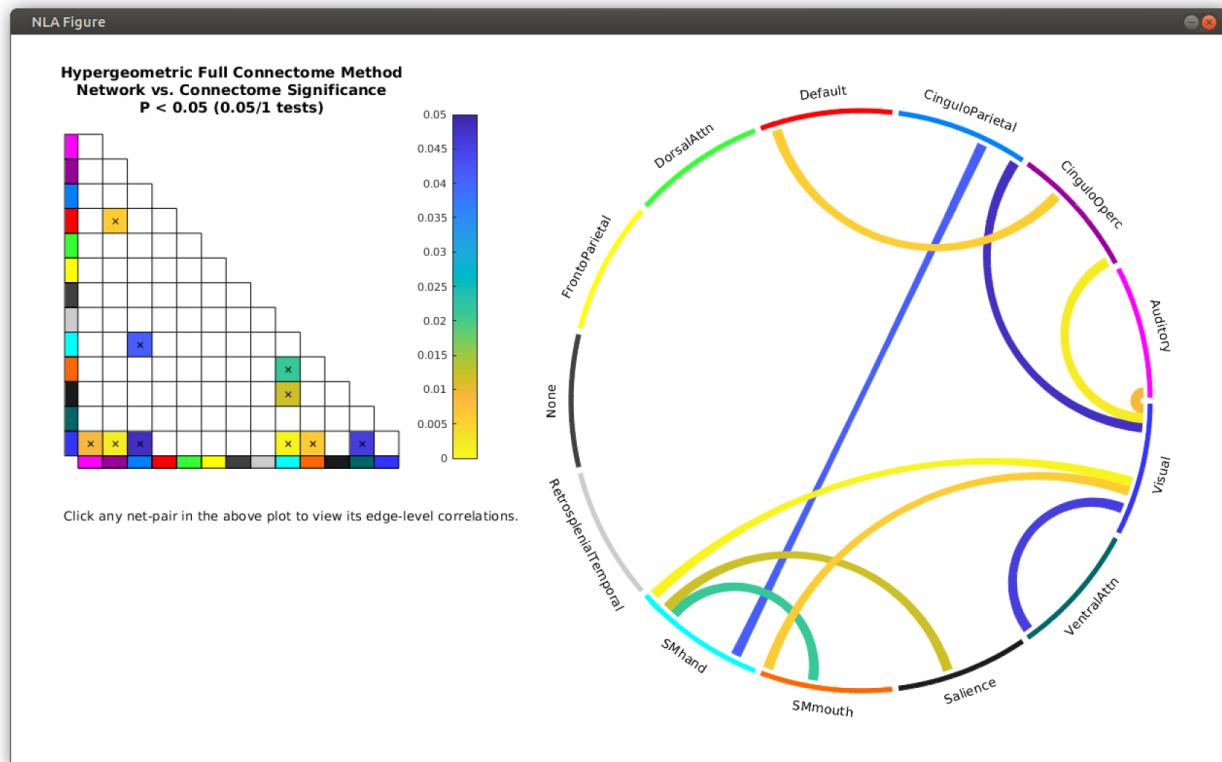 NLA Figure
Hypergeometric Full Connectome Method
Network vs. Connectome Significance
P < 0.05 (0.05/1 tests)
0.05
0.045
0.04
0.035
0.03
0.025
0.02
0.015
0.01
0.005
0
Click any net-pair in the above plot to view its edge-level correlations.
Default
CinguloParietal
DorsalAttn
CinguloOperc
FrontoParietal
Auditory
None
Visual
RetrosplenialTemporal
VentralAttn
SMhand
Salience
SMmouth